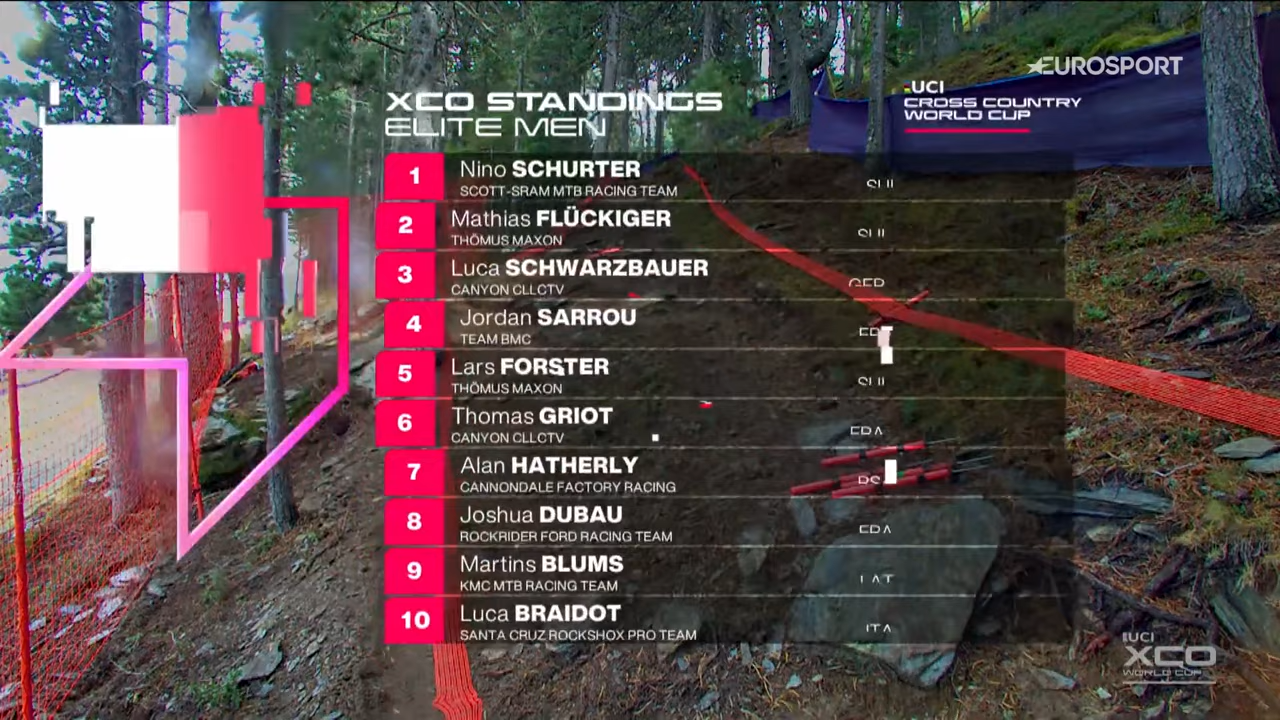 EUROSPORT
UCI
CROSS COUNTRY
WORLD CUP
XCO STANDINGS
ELITE MEN
1 Nino SCHURTER
SCOTT-SRAM MTB RACING TEAM
2 Mathias FLÜCKIGER
THÖMUS MAXON
3 Luca SCHWARZBAUER
CANYON CLLCTV
4 Jordan SARROU
TEAM BMC
5 Lars FORSTER
THÖMUS MAXON
6 Thomas GRIOT
CANYON CLLCTV
7 Alan HATHERLY
CANNONDALE FACTORY RACING
8 Joshua DUBAU
ROCKRIDER FORD RACING TEAM
9 Martins BLUMS
KMC MTB RACING TEAM
10 Luca BRAIDOT
SANTA CRUZ ROCKSHOX PRO TEAM
UCI
XCO
WORLD CUP